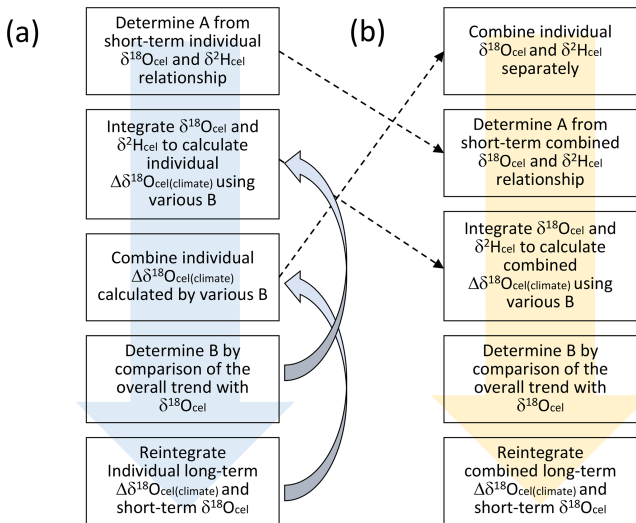 (a)
Determine A from
short-term individual
δ¹⁸Ocel and δ²Hcel
relationship
Integrate δ¹⁸Ocel and
δ²Hcel to calculate
individual
Δδ¹⁸Ocel(climate) using
various B
Combine individual
Δδ¹⁸Ocel(climate)
calculated by various B
Determine B by
comparison of the
overall trend with
δ¹⁸Ocel
Reintegrate
Individual long-term
Δδ¹⁸Ocel(climate) and
short-term δ¹⁸Ocel
(b)
Combine individual
δ¹⁸Ocel and δ²Hcel
separately
Determine A from
short-term combined
δ¹⁸Ocel and δ²Hcel
relationship
Integrate δ¹⁸Ocel and
δ²Hcel to calculate
combined
Δδ¹⁸Ocel(climate) using
various B
Determine B by
comparison of the
overall trend with
δ¹⁸Ocel
Reintegrate
combined long-term
Δδ¹⁸Ocel(climate) and
short-term δ¹⁸Ocel